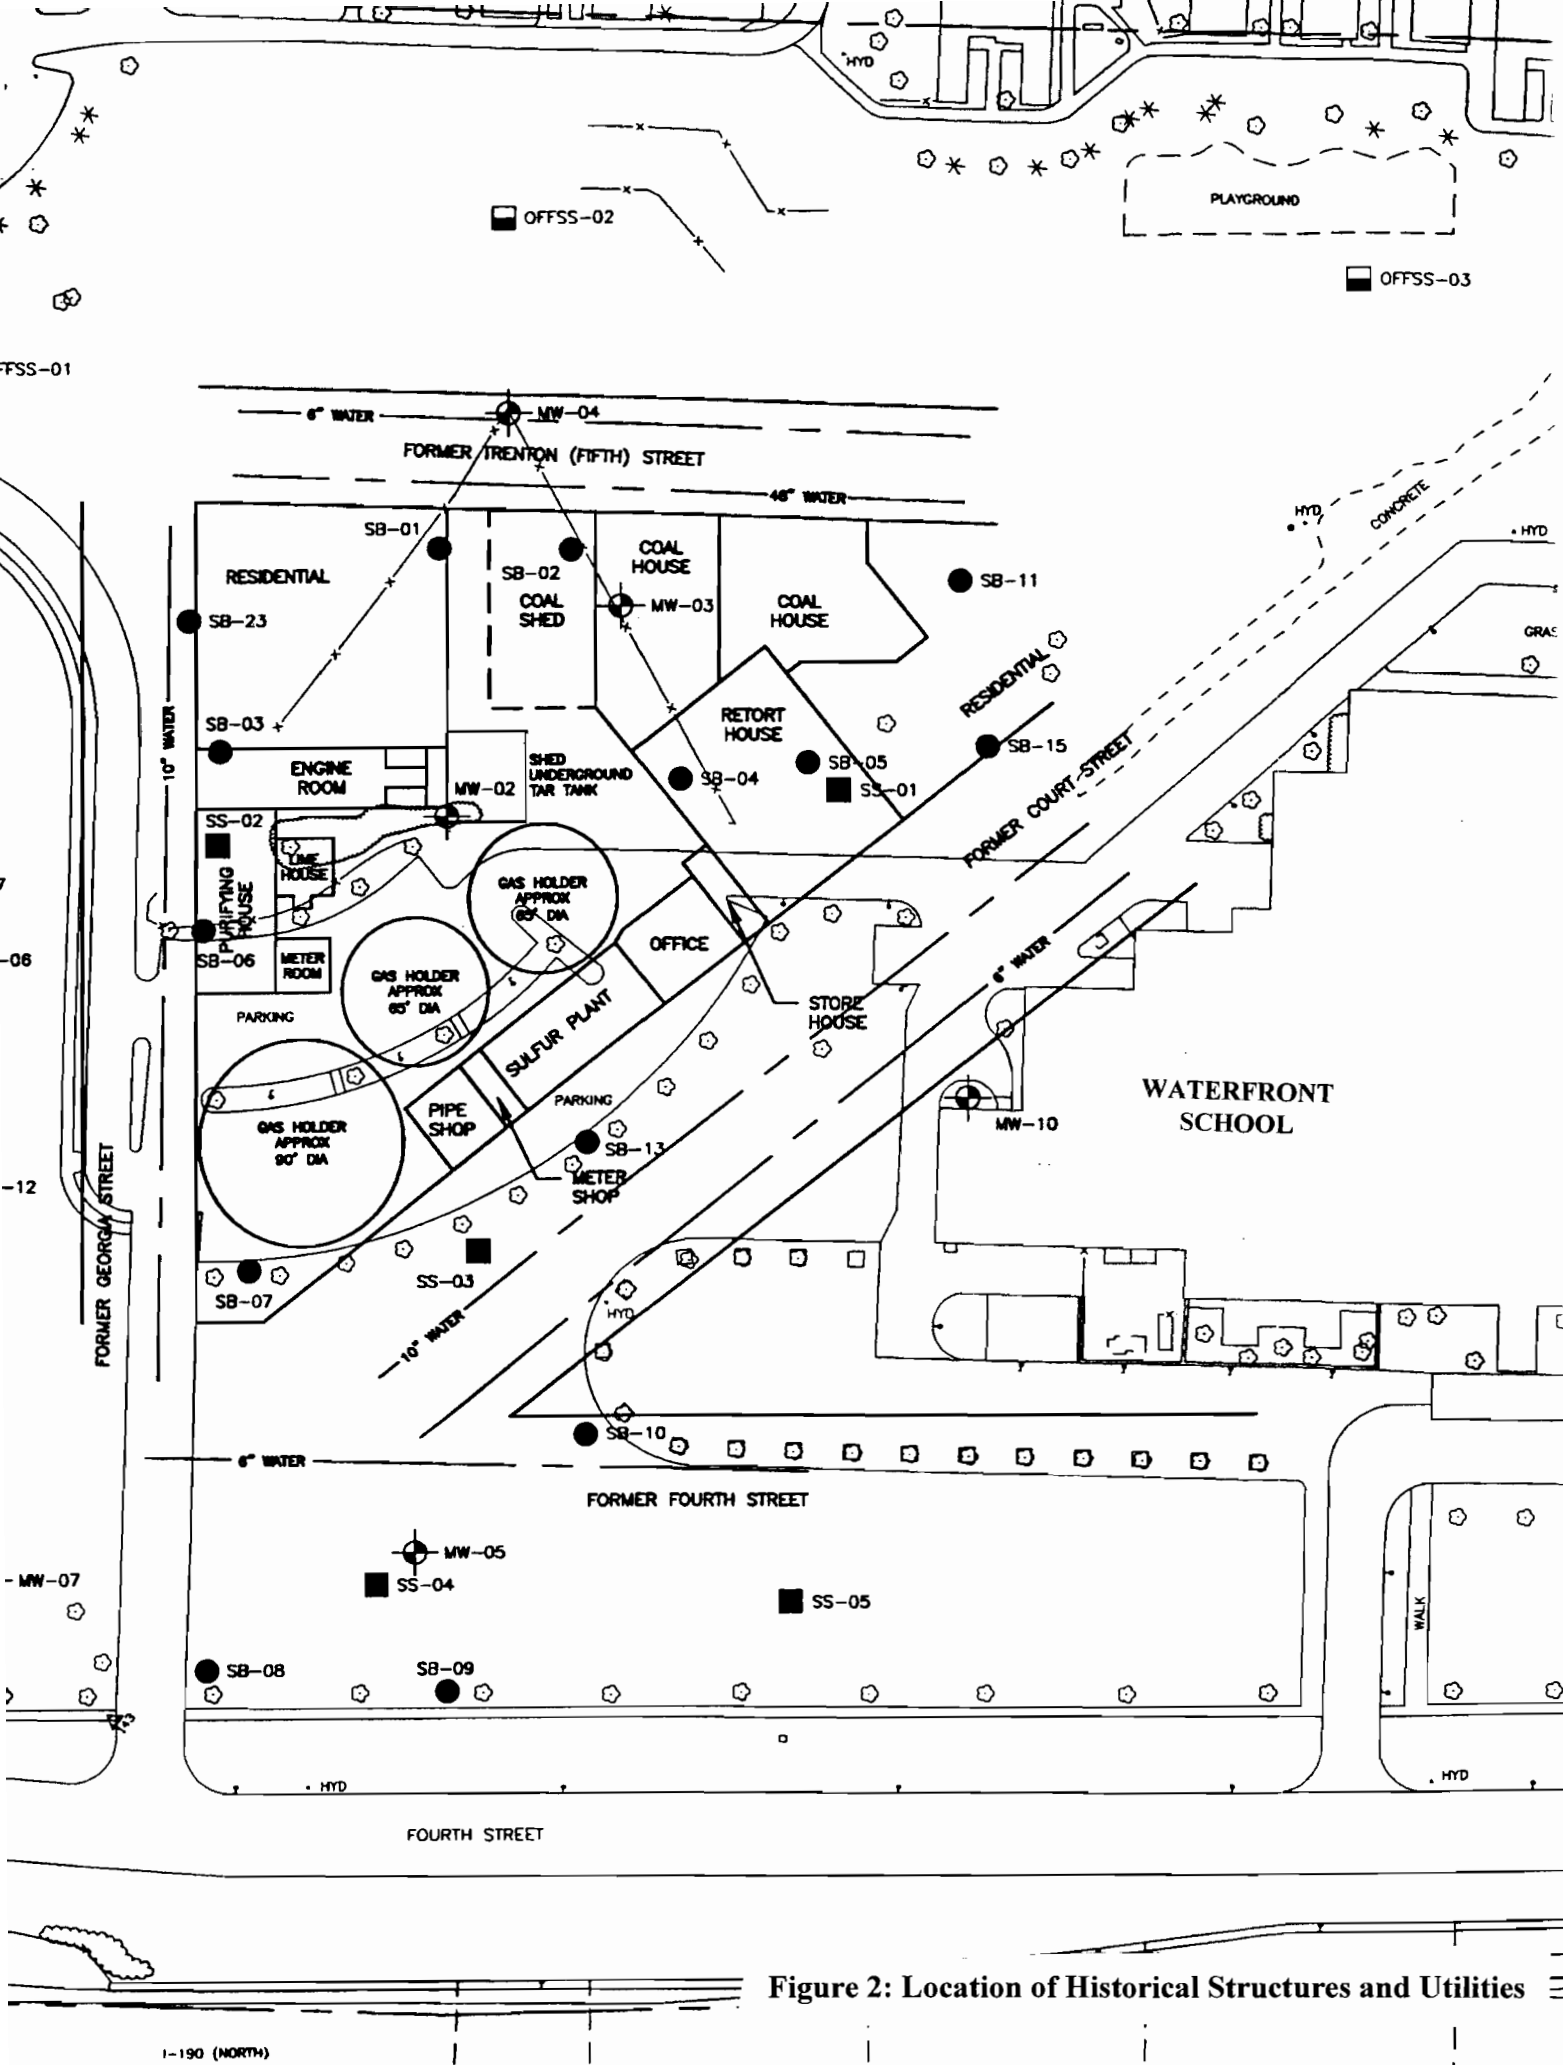 HYD
PLAYGROUND
OFFSS-02
OFFSS-03
FFSS-01
6" WATER
MW-04
FORMER TRENTON (FIFTH) STREET
48" WATER
CONCRETE
HYD
HYD
SB-01
RESIDENTIAL
SB-02
COAL
SHED
COAL
HOUSE
MW-03
COAL
HOUSE
SB-11
SB-23
GRAS
RESIDENTIAL
SB-03
10" WATER
RETORT
HOUSE
SB-15
ENGINE
ROOM
SHED
UNDERGROUND
TAR TANK
MW-02
SB-04
SB-05
SS-01
FORMER COURT STREET
SS-02
LIME
HOUSE
PURIFYING
HOUSE
GAS HOLDER
APPROX
65' DIA
OFFICE
-06
SB-06
METER
ROOM
GAS HOLDER
APPROX
65' DIA
6" WATER
STORE
HOUSE
PARKING
SULFUR PLANT
PIPE
SHOP
PARKING
WATERFRONT
SCHOOL
MW-10
GAS HOLDER
APPROX
90' DIA
SB-13
METER
SHOP
-12
FORMER GEORGIA STREET
SS-03
SB-07
HYD
10" WATER
SB-10
6" WATER
FORMER FOURTH STREET
MW-05
SS-04
SS-05
- MW-07
WALK
SB-08
SB-09
HYD
HYD
FOURTH STREET
Figure 2: Location of Historical Structures and Utilities
I-190 (NORTH)